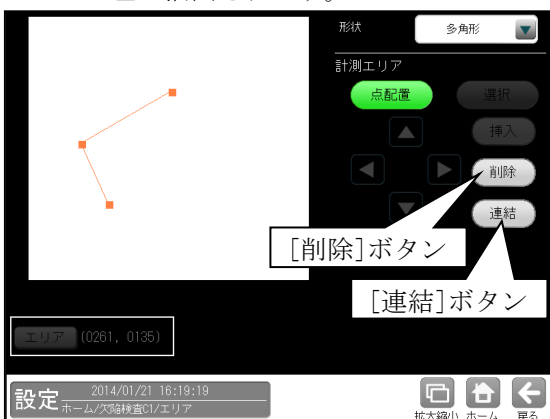 形状
多角形
計測エリア
点配置
選択
挿入
削除
連結
[削除]ボタン
[連結]ボタン
エリア (0261, 0135)
設定
2014/01/21 16:19:19
ホーム/欠陥検査C1/エリア
拡大縮小 ホーム 戻る